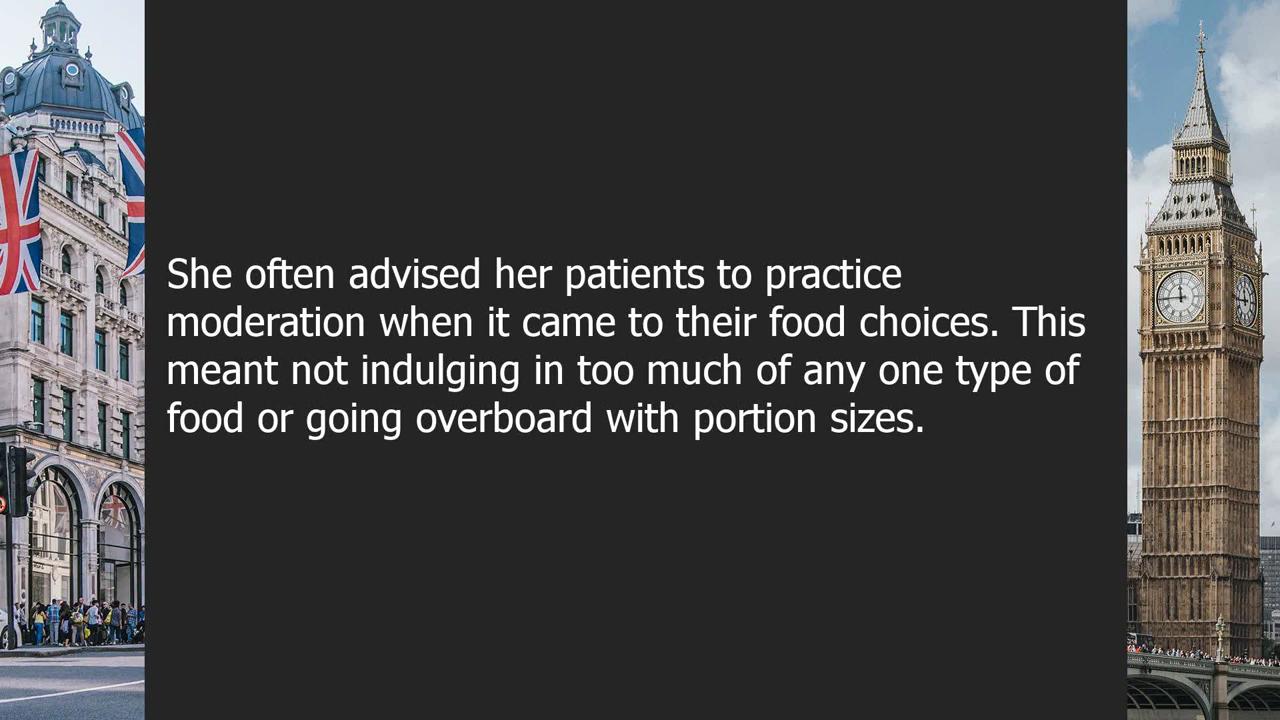 She often advised her patients to practice
moderation when it came to their food choices. This
meant not indulging in too much of any one type of
food or going overboard with portion sizes.